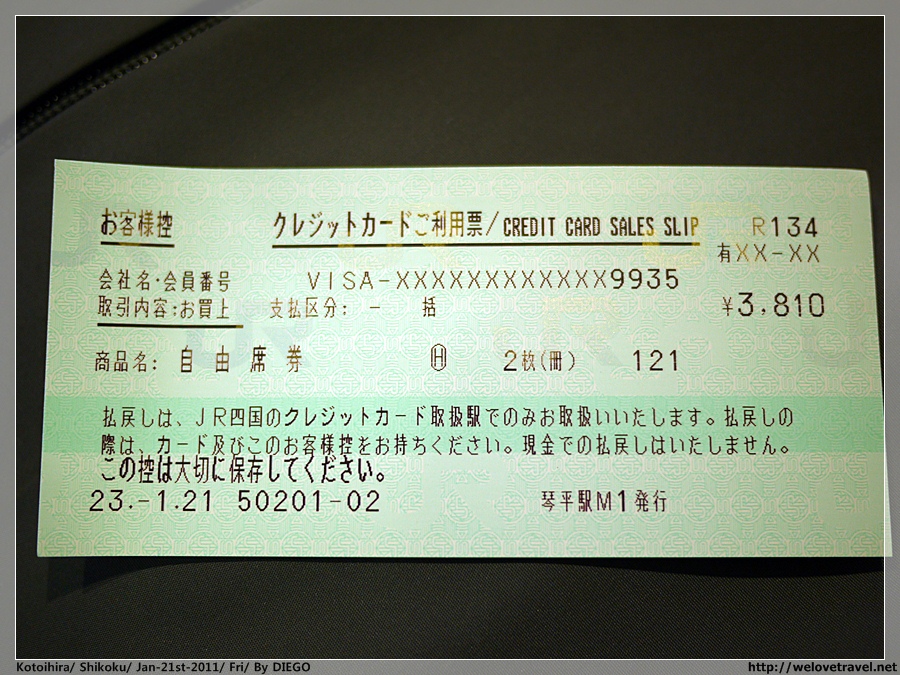 お客様控 クレジットカードご利用票/CREDIT CARD SALES SLIP R134
有XX-XX
会社名・会員番号 VISA-XXXXXXXXXXXX9935
取引内容:お買上 支払区分: 一 括 ¥3,810
商品名: 自由席券 Ⓗ 2枚(冊) 121
払戻しは、JR四国のクレジットカード取扱駅でのみお取扱いいたします。払戻しの
際は、カード及びこのお客様控をお持ちください。現金での払戻しはいたしません。
この控は大切に保存してください。
23.-1.21 50201-02 琴平駅M1発行
Kotoihira/ Shikoku/ Jan-21st-2011/ Fri/ By DIEGO http://welovetravel.net